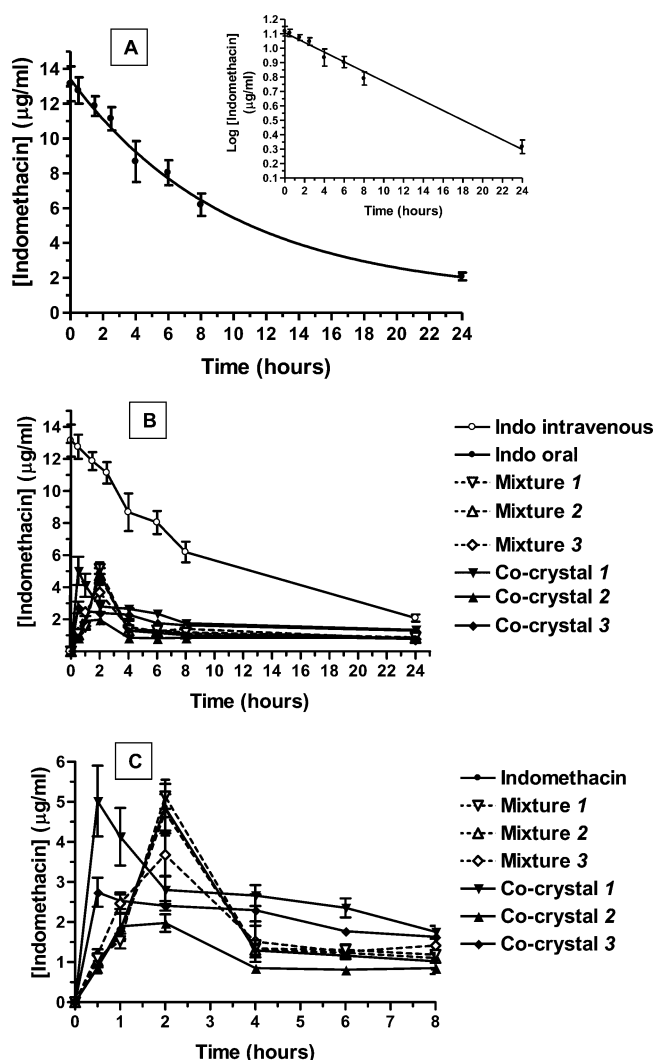 A
[Indomethacin] (µg/ml)
14
12
10
8
6
4
2
0
0 2 4 6 8 10 12 14 16 18 20 22 24
Time (hours)
Log [Indomethacin]
(µg/ml)
1.2
1.1
1.0
0.9
0.8
0.7
0.6
0.5
0.4
0.3
0.2
0.1
0 2 4 6 8 10 12 14 16 18 20 22 24
Time (hours)
B
[Indomethacin] (µg/ml)
14
12
10
8
6
4
2
0 2 4 6 8 10 12 14 16 18 20 22 24
Time (hours)
Indo intravenous
Indo oral
Mixture 1
Mixture 2
Mixture 3
Co-crystal 1
Co-crystal 2
Co-crystal 3
C
[Indomethacin] (µg/ml)
6
5
4
3
2
1
0
0 1 2 3 4 5 6 7 8
Time (hours)
Indomethacin
Mixture 1
Mixture 2
Mixture 3
Co-crystal 1
Co-crystal 2
Co-crystal 3